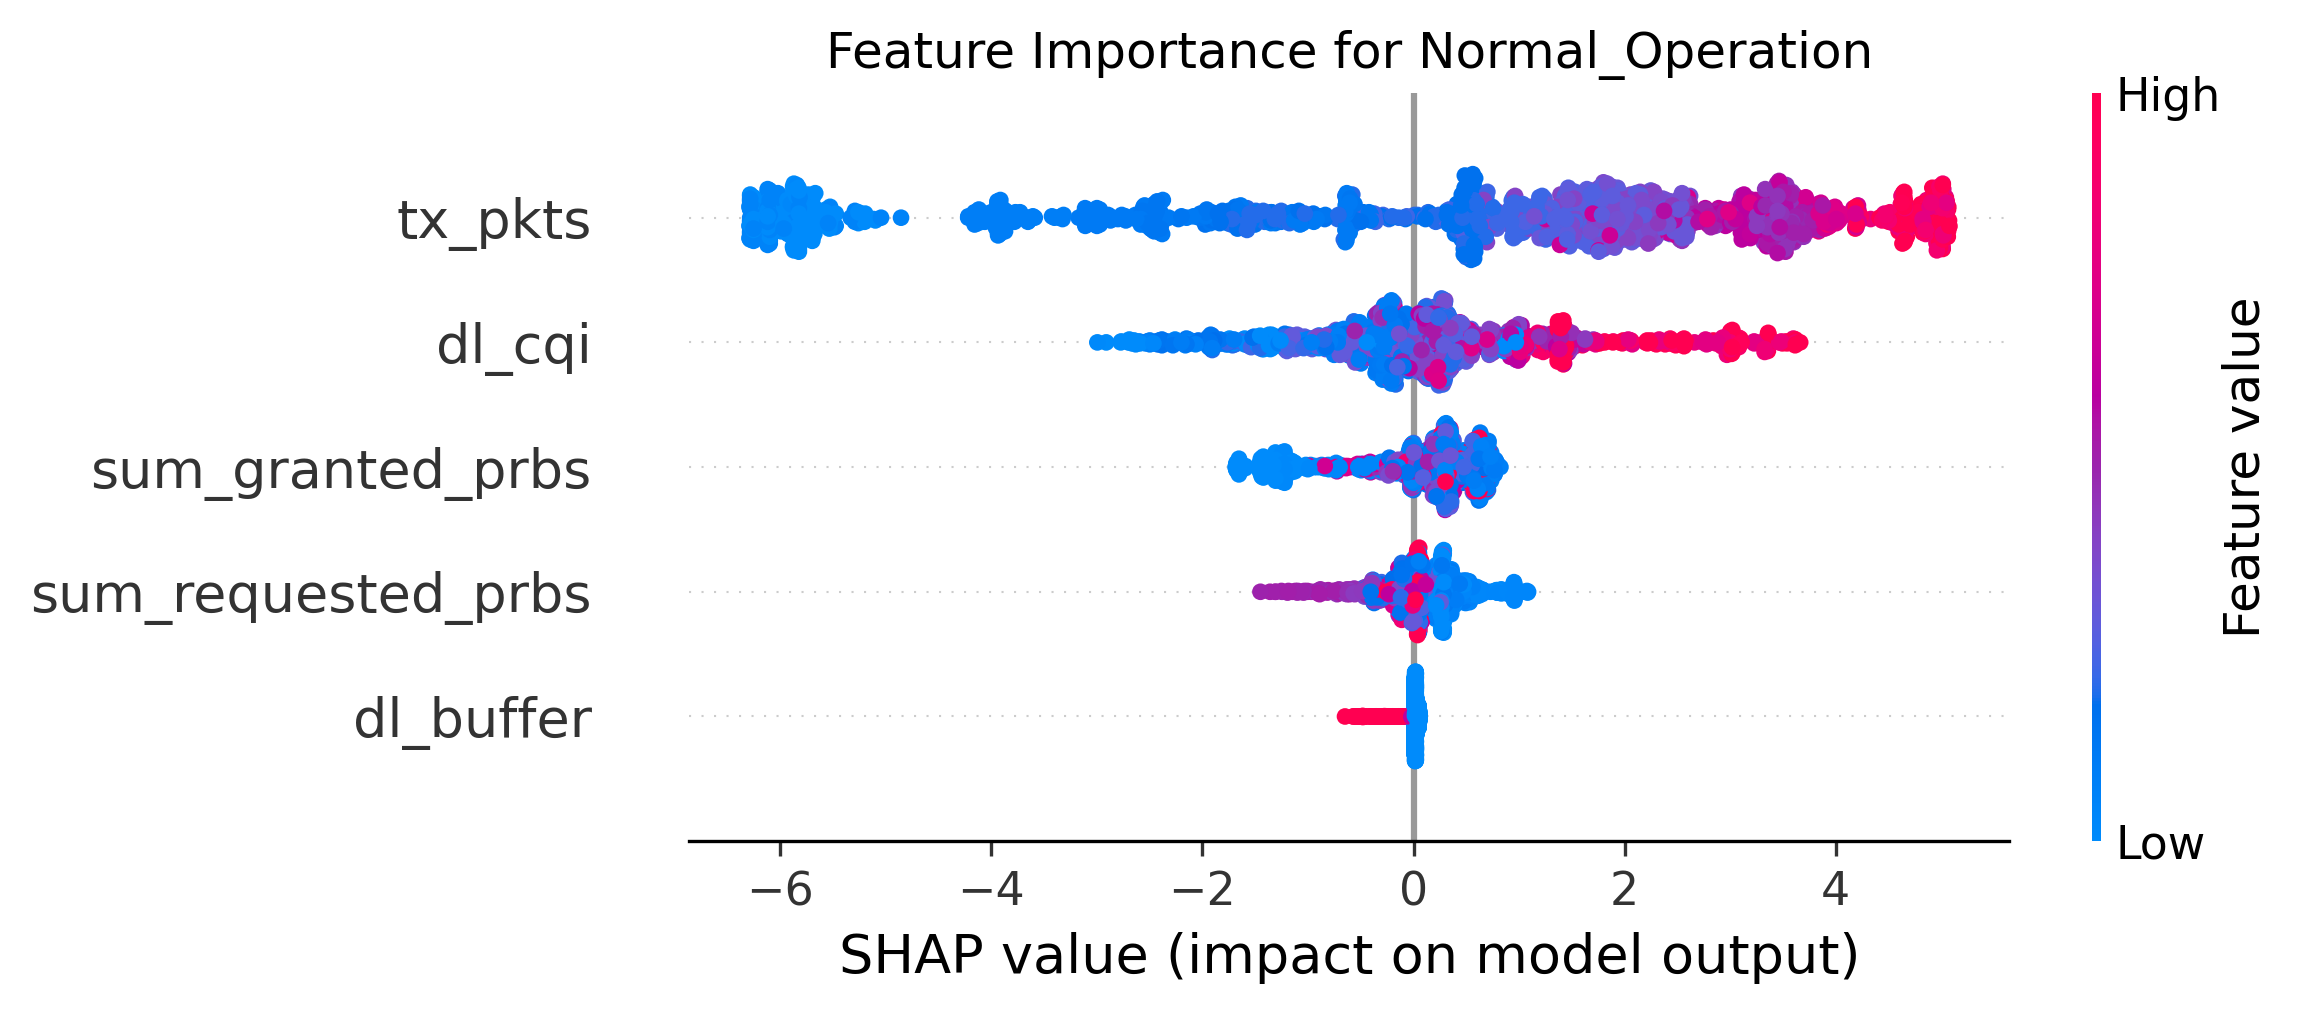 Feature Importance for Normal_Operation
High
tx_pkts
dl_cqi
sum_granted_prbs
sum_requested_prbs
dl_buffer
Feature value
Low
−6 −4 −2 0 2 4
SHAP value (impact on model output)